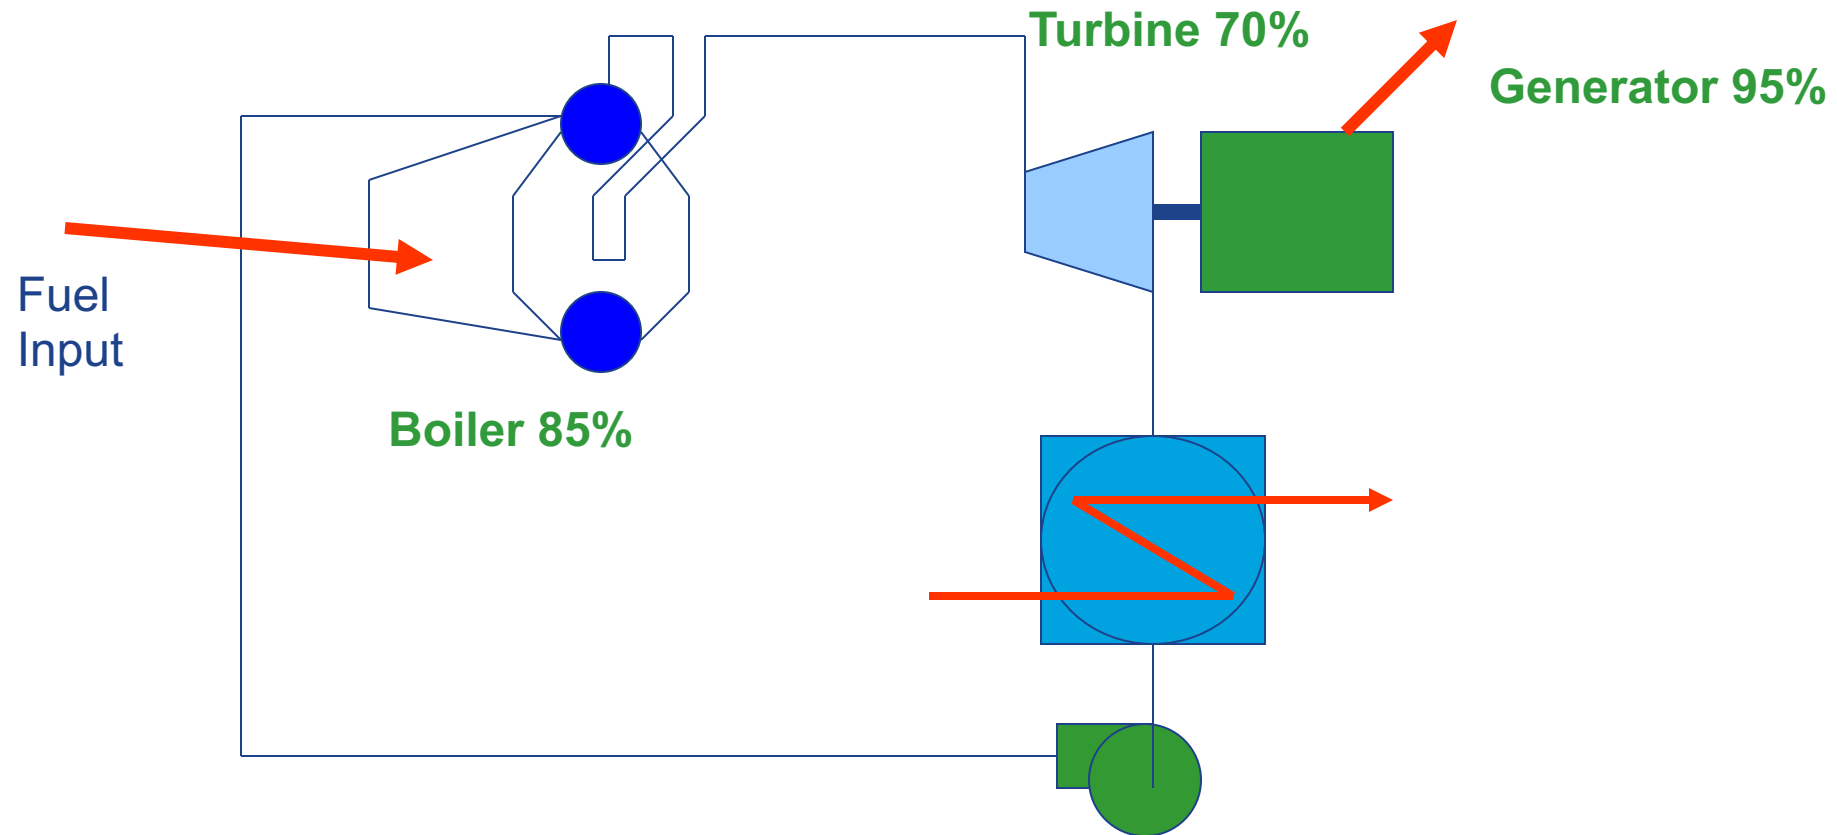 Turbine 70%
Generator 95%
Fuel
Input
Boiler 85%